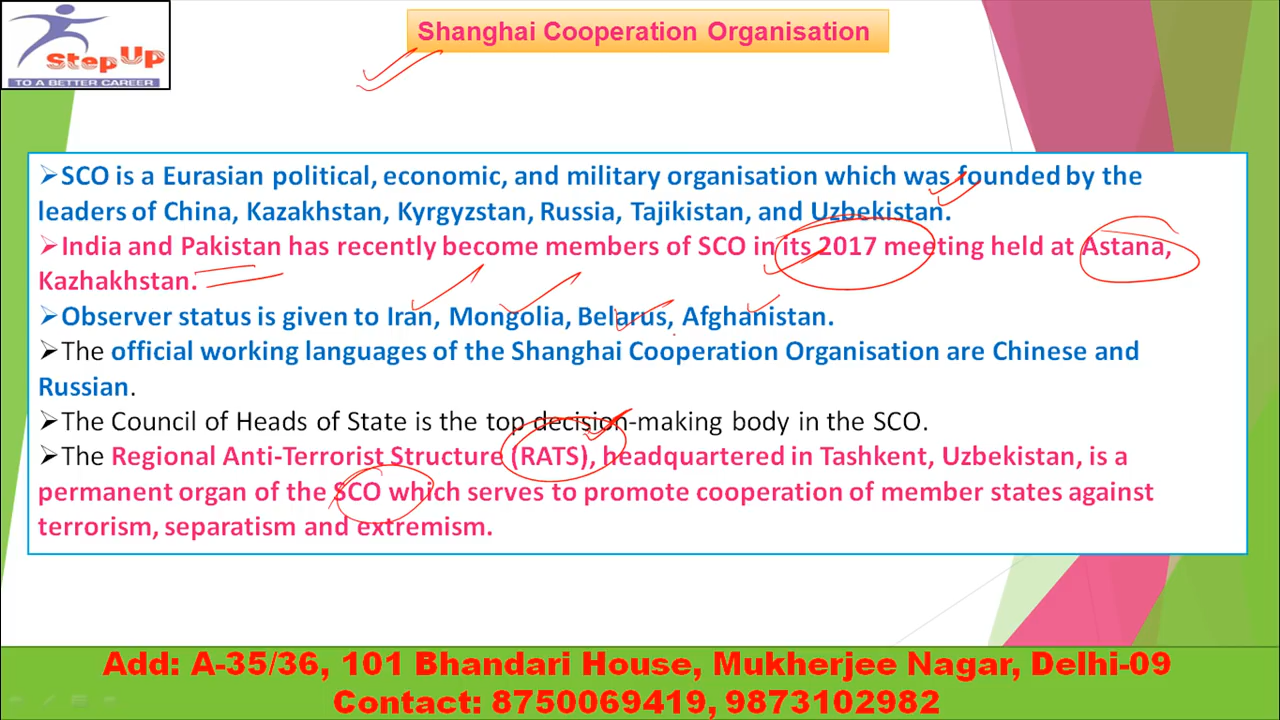 Step Up
TO A BETTER CAREER
Shanghai Cooperation Organisation
➢SCO is a Eurasian political, economic, and military organisation which was founded by the
leaders of China, Kazakhstan, Kyrgyzstan, Russia, Tajikistan, and Uzbekistan.
➢India and Pakistan has recently become members of SCO in its 2017 meeting held at Astana,
Kazhakhstan.
➢Observer status is given to Iran, Mongolia, Belarus, Afghanistan.
➢The official working languages of the Shanghai Cooperation Organisation are Chinese and
Russian.
➢The Council of Heads of State is the top decision-making body in the SCO.
➢The Regional Anti-Terrorist Structure (RATS), headquartered in Tashkent, Uzbekistan, is a
permanent organ of the SCO which serves to promote cooperation of member states against
terrorism, separatism and extremism.
Add: A-35/36, 101 Bhandari House, Mukherjee Nagar, Delhi-09
Contact: 8750069419, 9873102982